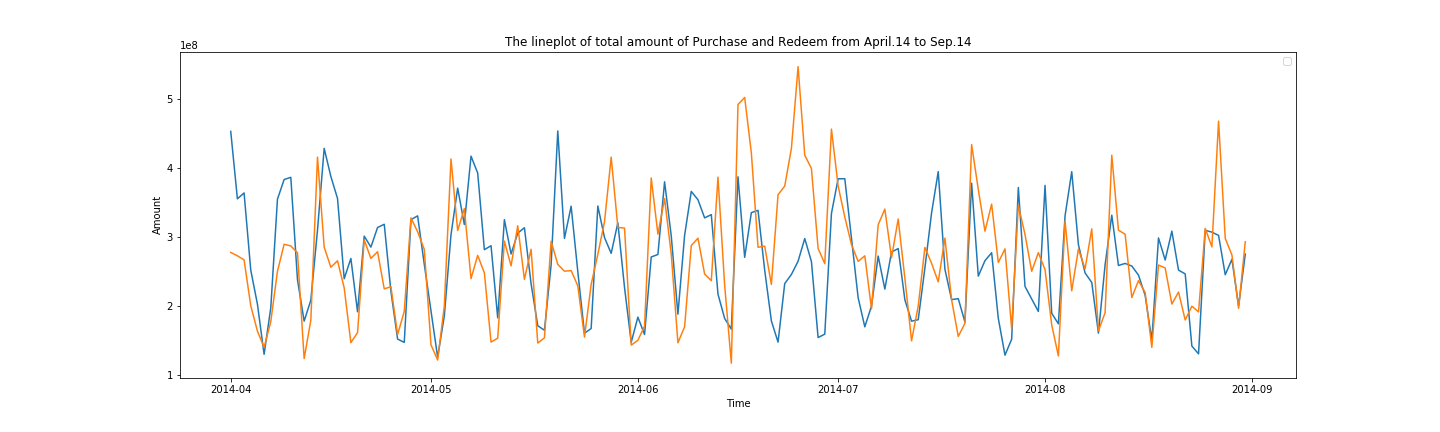 The lineplot of total amount of Purchase and Redeem from April.14 to Sep.14
1e8
5
4
3
2
1
Amount
2014-04 2014-05 2014-06 2014-07 2014-08 2014-09
Time